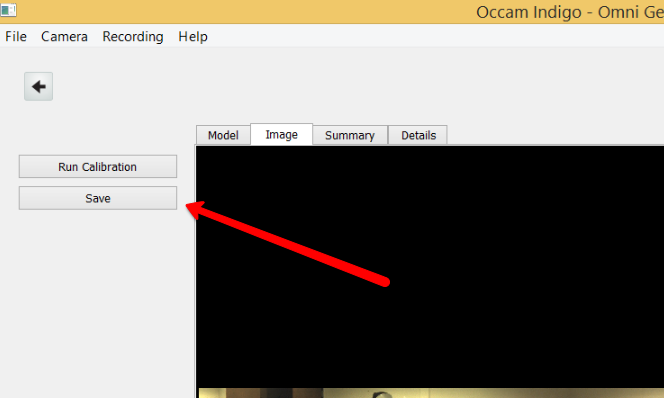 Occam Indigo - Omni Ge
File Camera Recording Help
Model Image Summary Details
Run Calibration
Save